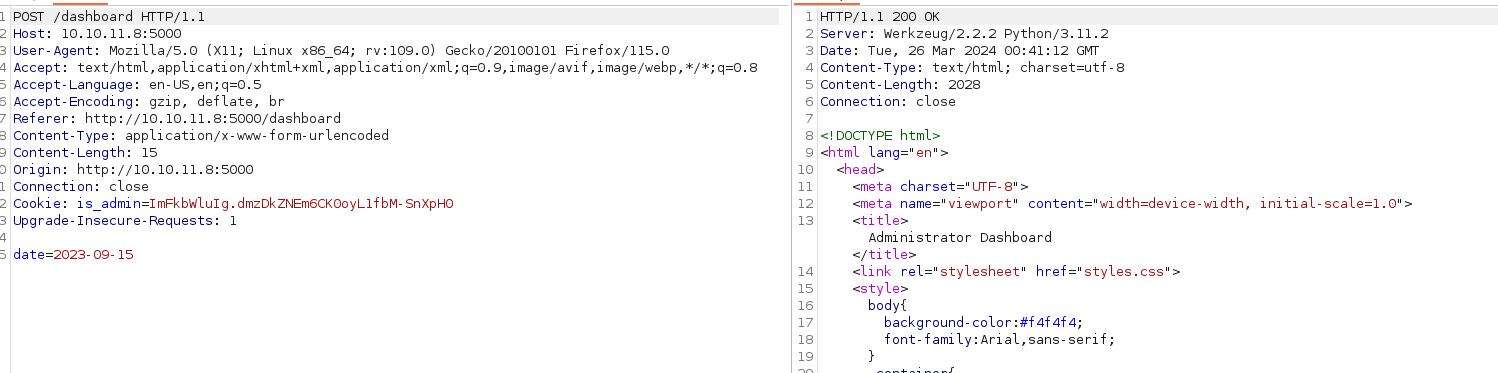 1 POST /dashboard HTTP/1.1
2 Host: 10.10.11.8:5000
3 User-Agent: Mozilla/5.0 (X11; Linux x86_64; rv:109.0) Gecko/20100101 Firefox/115.0
4 Accept: text/html,application/xhtml+xml,application/xml;q=0.9,image/avif,image/webp,*/*;q=0.8
5 Accept-Language: en-US,en;q=0.5
6 Accept-Encoding: gzip, deflate, br
7 Referer: http://10.10.11.8:5000/dashboard
8 Content-Type: application/x-www-form-urlencoded
9 Content-Length: 15
0 Origin: http://10.10.11.8:5000
1 Connection: close
2 Cookie: is_admin=ImFkbWluIg.dmzDkZNEm6CK0oyL1fbM-SnXpH0
3 Upgrade-Insecure-Requests: 1
4
5 date=2023-09-15
1 HTTP/1.1 200 OK
2 Server: Werkzeug/2.2.2 Python/3.11.2
3 Date: Tue, 26 Mar 2024 00:41:12 GMT
4 Content-Type: text/html; charset=utf-8
5 Content-Length: 2028
6 Connection: close
7
8 <!DOCTYPE html>
9 <html lang="en">
10 <head>
11 <meta charset="UTF-8">
12 <meta name="viewport" content="width=device-width, initial-scale=1.0">
13 <title>
Administrator Dashboard
</title>
14 <link rel="stylesheet" href="styles.css">
15 <style>
16 body{
17 background-color:#f4f4f4;
18 font-family:Arial,sans-serif;
19 }
20 .container{